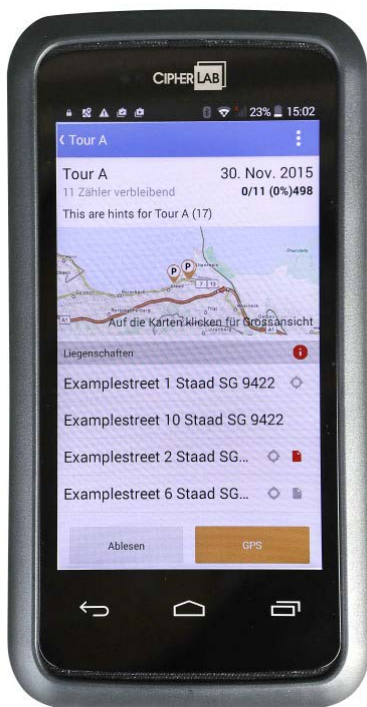 CIPHERLAB
23% 15:02
Tour A
Tour A 30. Nov. 2015
11 Zähler verbleibend 0/11 (0%)498
This are hints for Tour A (17)
P P
Auf die Karten klicken für Grossansicht
Liegenschaften
Examplestreet 1 Staad SG 9422
Examplestreet 10 Staad SG 9422
Examplestreet 2 Staad SG...
Examplestreet 6 Staad SG...
Ablesen GPS